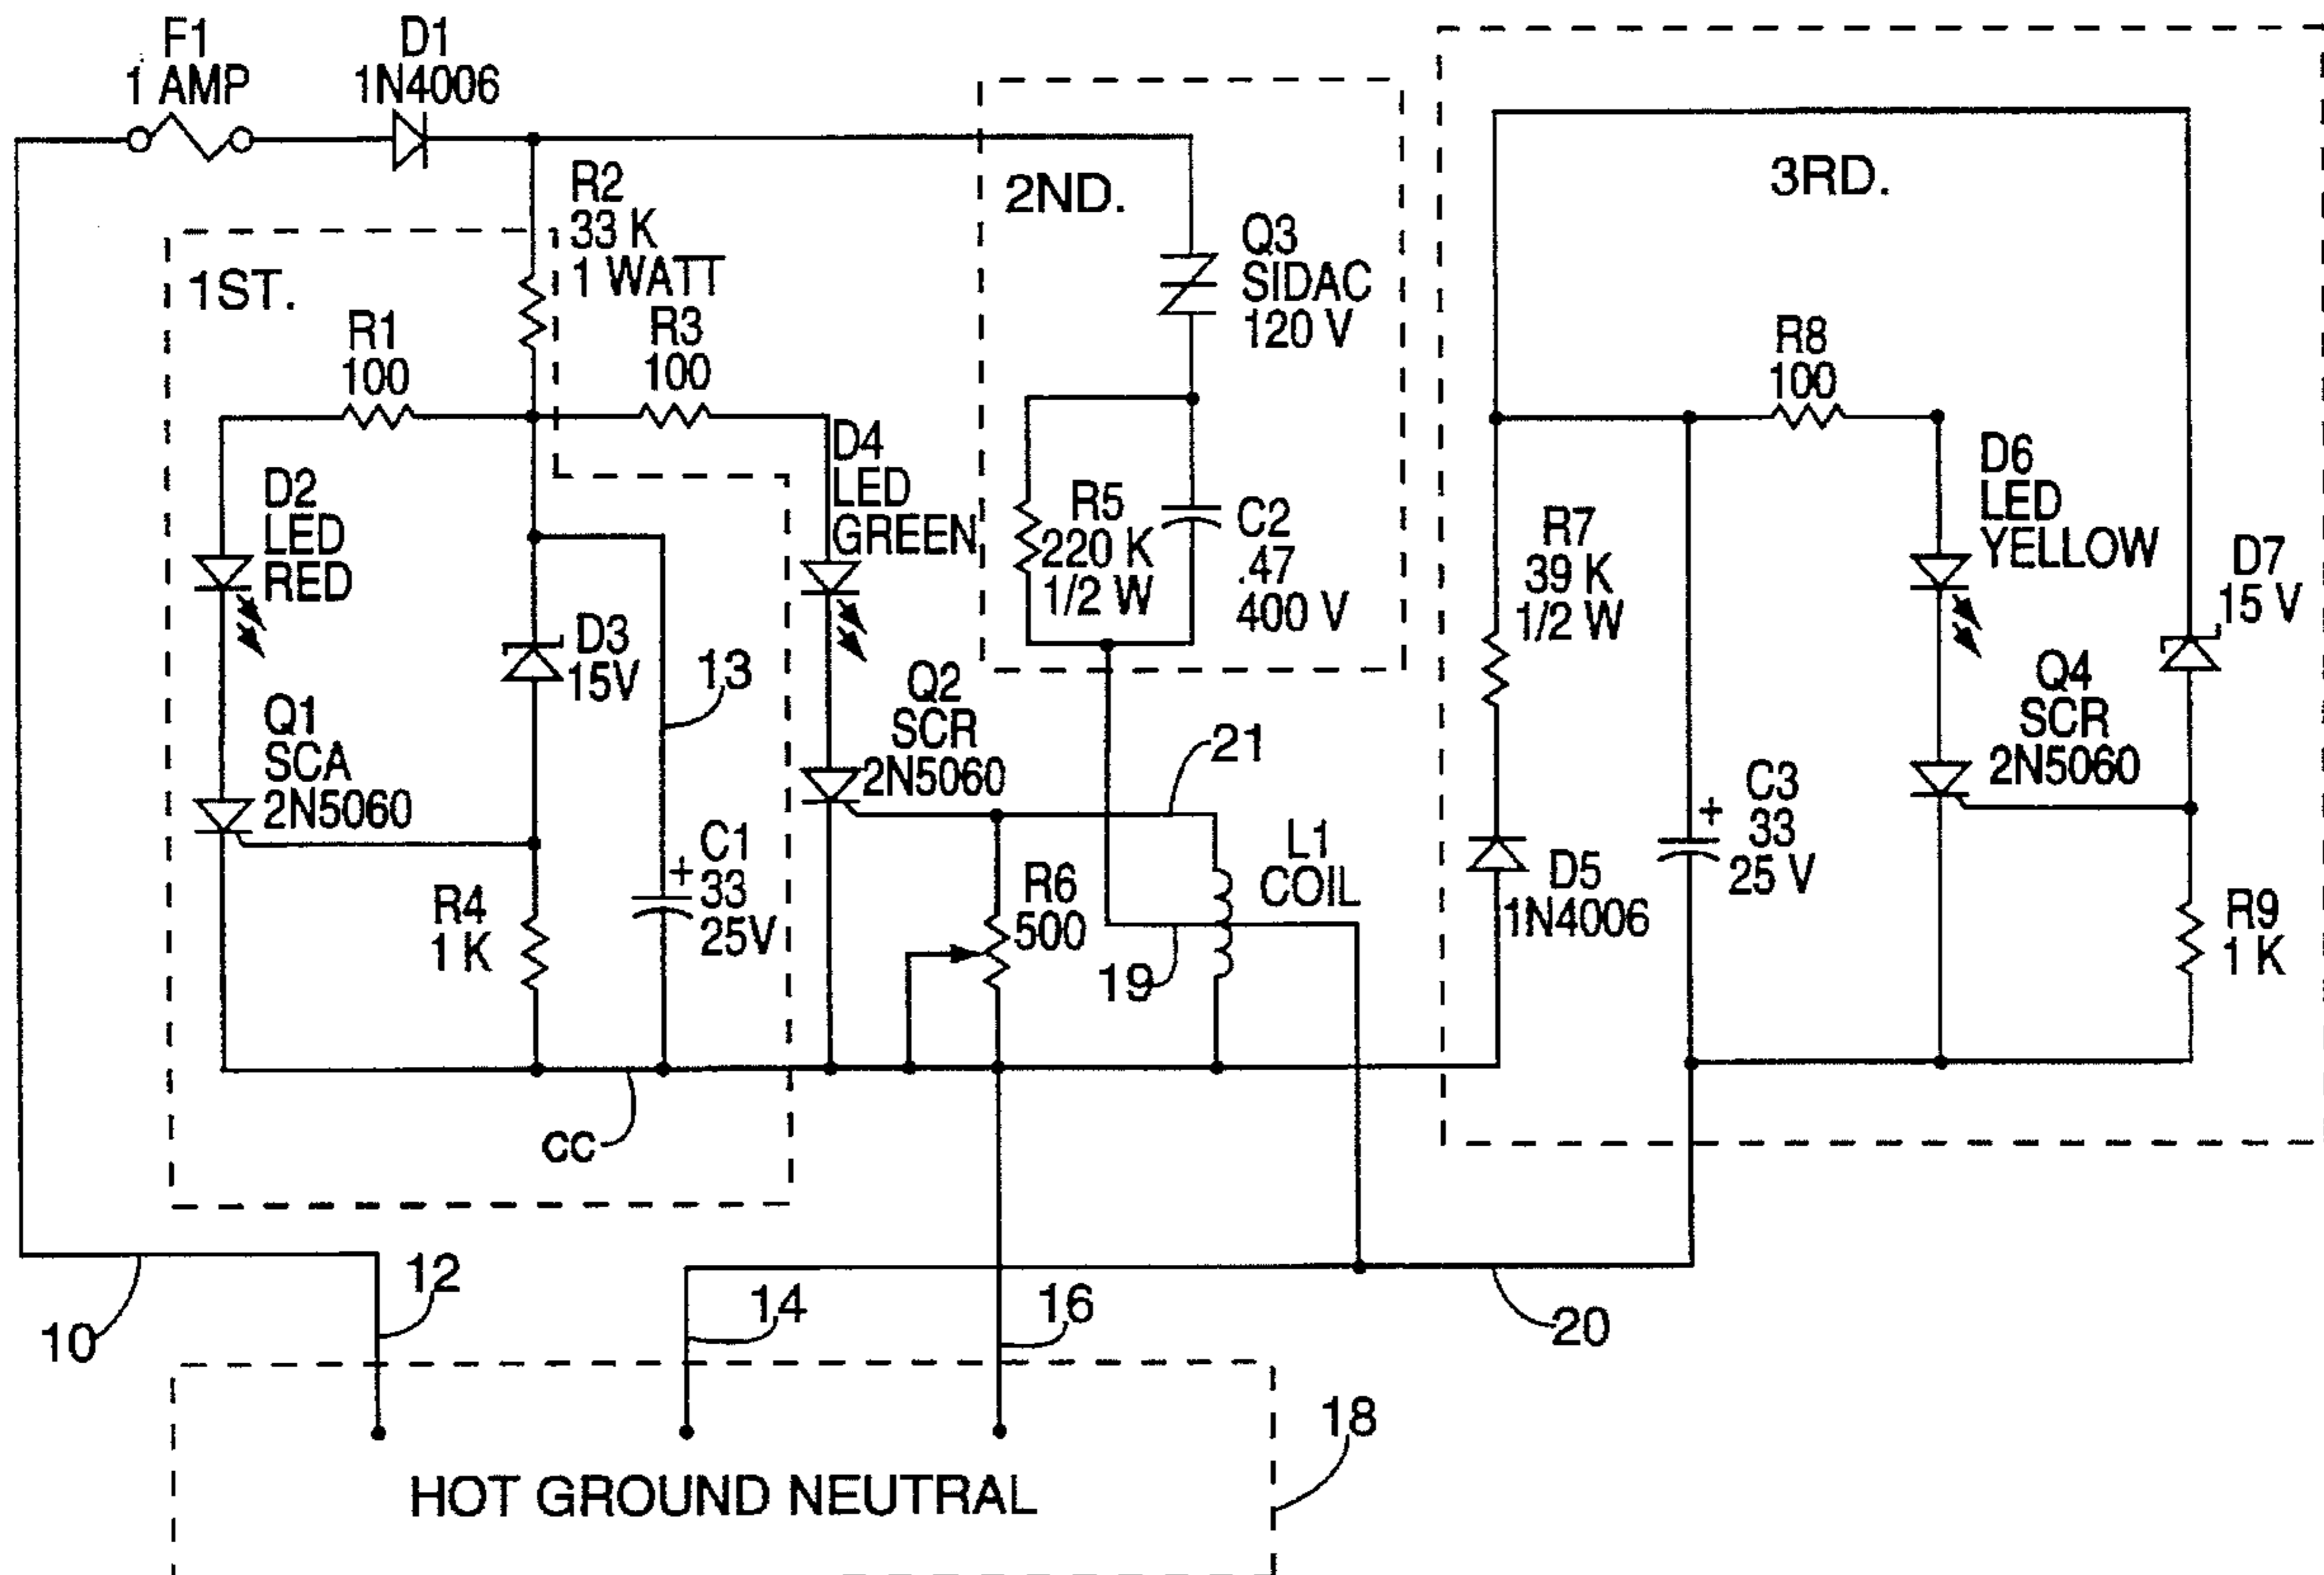 F1
1 AMP
D1
1N4006
R2
33 K
1 WATT
1ST.
R1
100
R3
100
2ND.
Q3
SIDAC
120 V
3RD.
R8
100
D2
LED
RED
D4
LED
GREEN
R5
220 K
1/2 W
C2
.47
400 V
R7
39 K
1/2 W
D6
LED
YELLOW
D7
15 V
D3
15V
13
Q1
SCA
2N5060
Q2
SCR
2N5060
21
Q4
SCR
2N5060
C1
+
33
25V
R4
1 K
R6
500
L1
COIL
19
D5
1N4006
C3
+
33
25 V
R9
1 K
CC
10
12
14
16
20
18
HOT GROUND NEUTRAL